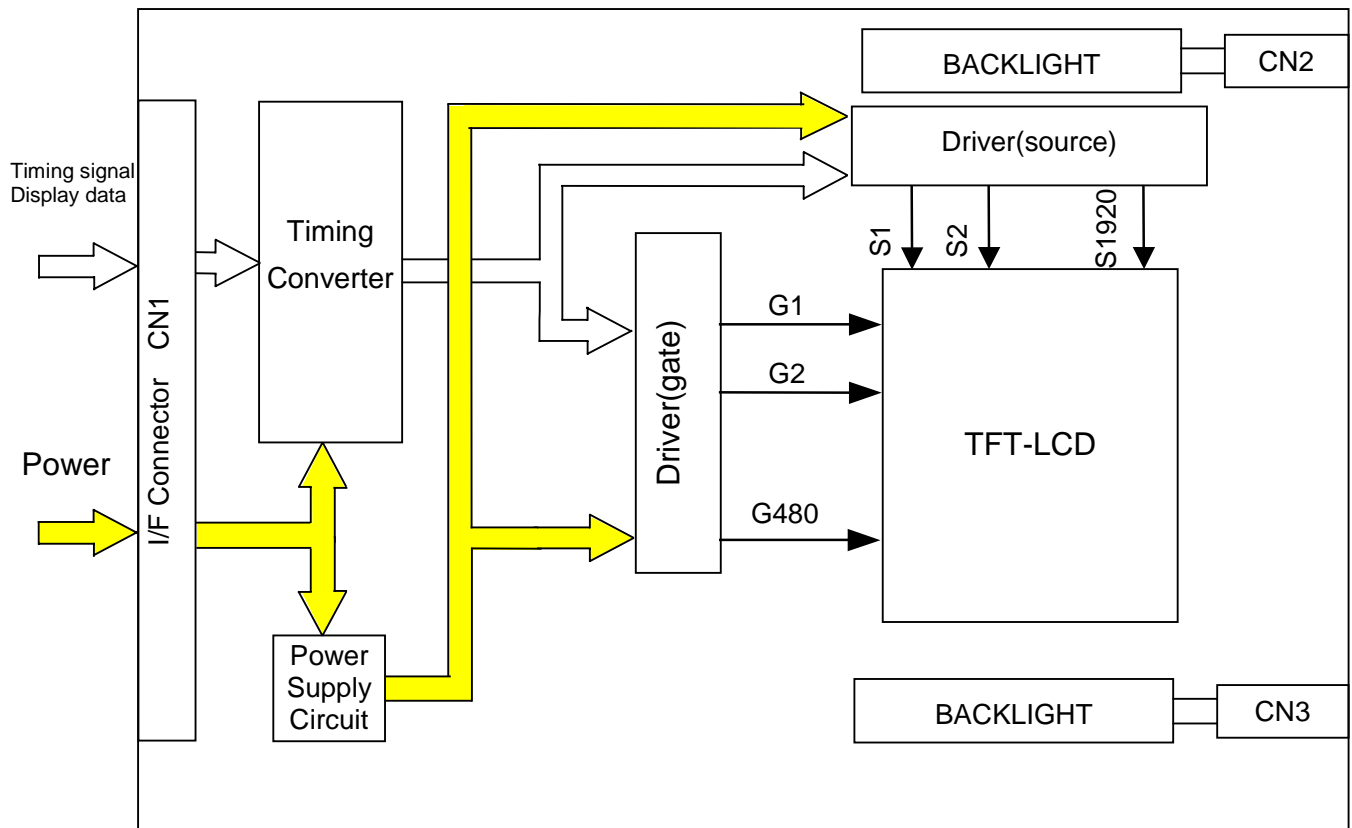 BACKLIGHT
CN2
Driver(source)
Timing signal
Display data
Timing
Converter
S1
S2
S1920
I/F Connector CN1
Driver(gate)
G1
G2
G480
TFT-LCD
Power
Power
Supply
Circuit
BACKLIGHT
CN3